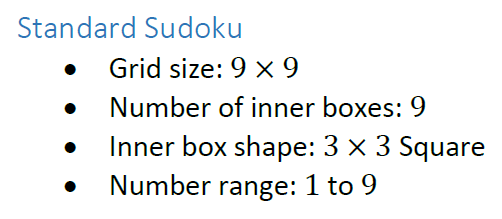 Standard Sudoku
• Grid size: 9 × 9
• Number of inner boxes: 9
• Inner box shape: 3 × 3 Square
• Number range: 1 to 9